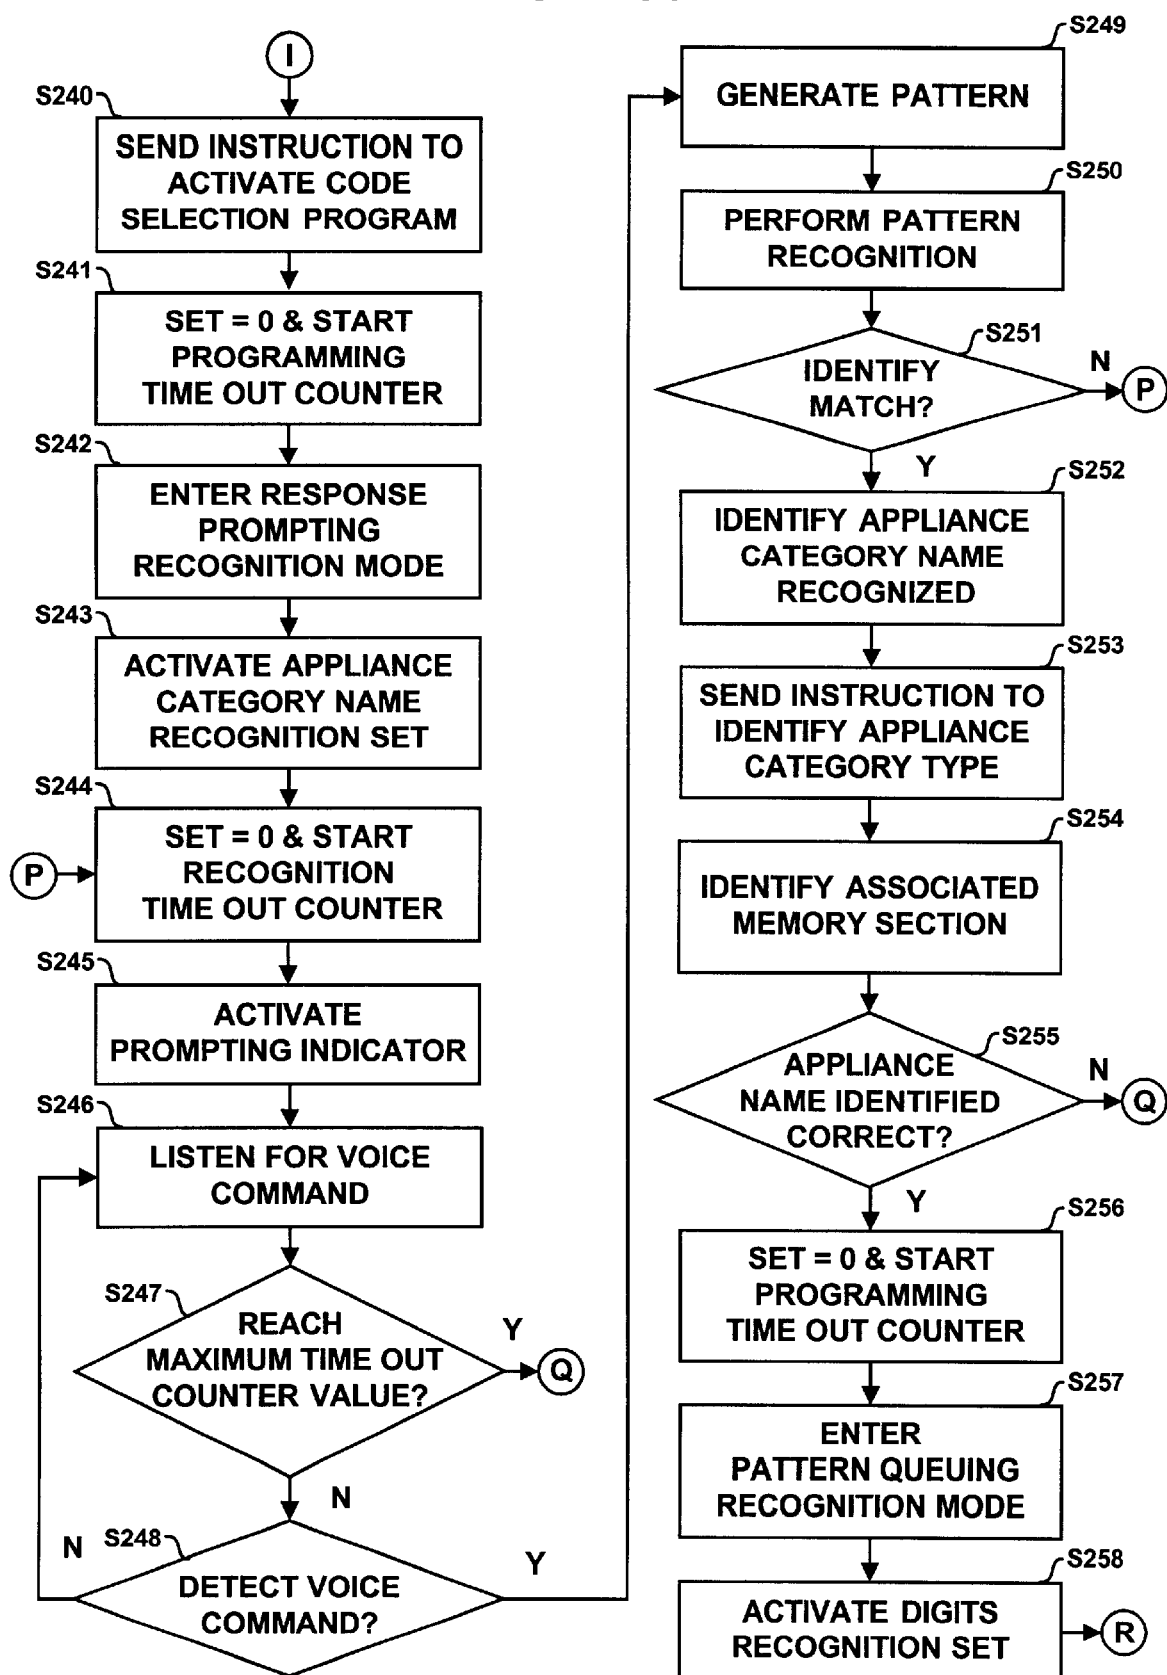 I
S240
SEND INSTRUCTION TO
ACTIVATE CODE
SELECTION PROGRAM
S241
SET = 0 & START
PROGRAMMING
TIME OUT COUNTER
S242
ENTER RESPONSE
PROMPTING
RECOGNITION MODE
S243
ACTIVATE APPLIANCE
CATEGORY NAME
RECOGNITION SET
S244
SET = 0 & START
RECOGNITION
TIME OUT COUNTER
P
S245
ACTIVATE
PROMPTING INDICATOR
S246
LISTEN FOR VOICE
COMMAND
S247
REACH
MAXIMUM TIME OUT
COUNTER VALUE?
Y
Q
N
S248
N
DETECT VOICE
COMMAND?
Y
S249
GENERATE PATTERN
S250
PERFORM PATTERN
RECOGNITION
S251
IDENTIFY
MATCH?
N
P
Y
S252
IDENTIFY APPLIANCE
CATEGORY NAME
RECOGNIZED
S253
SEND INSTRUCTION TO
IDENTIFY APPLIANCE
CATEGORY TYPE
S254
IDENTIFY ASSOCIATED
MEMORY SECTION
S255
APPLIANCE
NAME IDENTIFIED
CORRECT?
N
Q
Y
S256
SET = 0 & START
PROGRAMMING
TIME OUT COUNTER
S257
ENTER
PATTERN QUEUING
RECOGNITION MODE
S258
ACTIVATE DIGITS
RECOGNITION SET
R